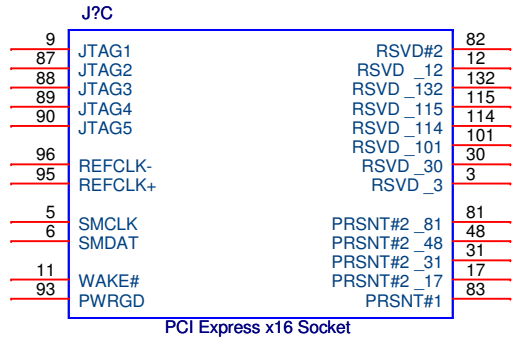 J?C
9 JTAG1 RSVD#2 82
87 JTAG2 RSVD _12 12
88 JTAG3 RSVD _132 132
89 JTAG4 RSVD _115 115
90 JTAG5 RSVD _114 114
RSVD _101 101
96 REFCLK- RSVD _30 30
95 REFCLK+ RSVD _3 3
5 SMCLK PRSNT#2 _81 81
6 SMDAT PRSNT#2 _48 48
PRSNT#2 _31 31
11 WAKE# PRSNT#2 _17 17
93 PWRGD PRSNT#1 83
PCI Express x16 Socket